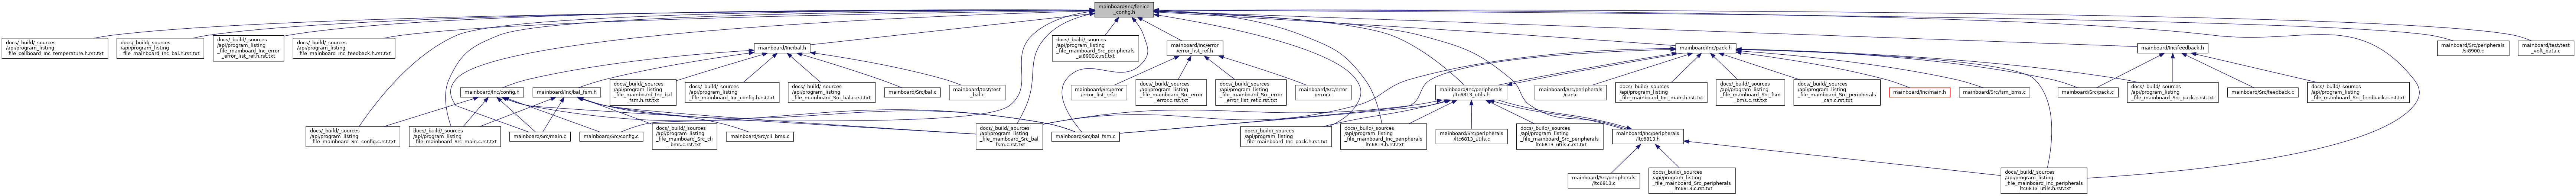 mainboard/Inc/fenice
_config.h
docs/_build/_sources
/api/program_listing
_file_cellboard_Inc_temperature.h.rst.txt
docs/_build/_sources
/api/program_listing
_file_mainboard_Inc_bal.h.rst.txt
docs/_build/_sources
/api/program_listing
_file_mainboard_Inc_error
_error_list_ref.h.rst.txt
docs/_build/_sources
/api/program_listing
_file_mainboard_Inc_feedback.h.rst.txt
mainboard/Inc/bal.h
docs/_build/_sources
/api/program_listing
_file_mainboard_Src_peripherals
_si8900.c.rst.txt
mainboard/Inc/error
/error_list_ref.h
mainboard/Inc/pack.h
mainboard/Inc/feedback.h
mainboard/Src/peripherals
/si8900.c
mainboard/test/test
_volt_data.c
mainboard/Inc/config.h
mainboard/Inc/bal_fsm.h
docs/_build/_sources
/api/program_listing
_file_mainboard_Inc_bal
_fsm.h.rst.txt
docs/_build/_sources
/api/program_listing
_file_mainboard_Inc_config.h.rst.txt
docs/_build/_sources
/api/program_listing
_file_mainboard_Src_bal.c.rst.txt
mainboard/Src/bal.c
mainboard/test/test
_bal.c
mainboard/Src/error
/error_list_ref.c
docs/_build/_sources
/api/program_listing
_file_mainboard_Src_error
_error.c.rst.txt
docs/_build/_sources
/api/program_listing
_file_mainboard_Src_error
_error_list_ref.c.rst.txt
mainboard/Src/error
/error.c
mainboard/Inc/peripherals
/ltc6813_utils.h
mainboard/Src/peripherals
/can.c
docs/_build/_sources
/api/program_listing
_file_mainboard_Inc_main.h.rst.txt
docs/_build/_sources
/api/program_listing
_file_mainboard_Src_fsm
_bms.c.rst.txt
docs/_build/_sources
/api/program_listing
_file_mainboard_Src_peripherals
_can.c.rst.txt
mainboard/Inc/main.h
mainboard/Src/fsm_bms.c
mainboard/Src/pack.c
docs/_build/_sources
/api/program_listing
_file_mainboard_Src_pack.c.rst.txt
mainboard/Src/feedback.c
docs/_build/_sources
/api/program_listing
_file_mainboard_Src_feedback.c.rst.txt
docs/_build/_sources
/api/program_listing
_file_mainboard_Src_config.c.rst.txt
docs/_build/_sources
/api/program_listing
_file_mainboard_Src_main.c.rst.txt
mainboard/Src/main.c
mainboard/Src/config.c
docs/_build/_sources
/api/program_listing
_file_mainboard_Src_cli
_bms.c.rst.txt
mainboard/Src/cli_bms.c
docs/_build/_sources
/api/program_listing
_file_mainboard_Src_bal
_fsm.c.rst.txt
mainboard/Src/bal_fsm.c
docs/_build/_sources
/api/program_listing
_file_mainboard_Inc_pack.h.rst.txt
docs/_build/_sources
/api/program_listing
_file_mainboard_Inc_peripherals
_ltc6813.h.rst.txt
mainboard/Src/peripherals
/ltc6813_utils.c
docs/_build/_sources
/api/program_listing
_file_mainboard_Src_peripherals
_ltc6813_utils.c.rst.txt
mainboard/Inc/peripherals
/ltc6813.h
mainboard/Src/peripherals
/ltc6813.c
docs/_build/_sources
/api/program_listing
_file_mainboard_Src_peripherals
_ltc6813.c.rst.txt
docs/_build/_sources
/api/program_listing
_file_mainboard_Inc_peripherals
_ltc6813_utils.h.rst.txt